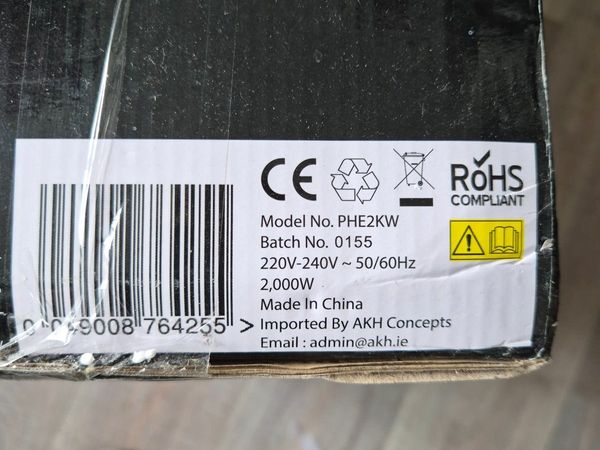 CE
RoHS
COMPLIANT
Model No. PHE2KW
Batch No. 0155
220V-240V ~ 50/60Hz
2,000W
Made In China
Imported By AKH Concepts
Email : admin@akh.ie
764255 >